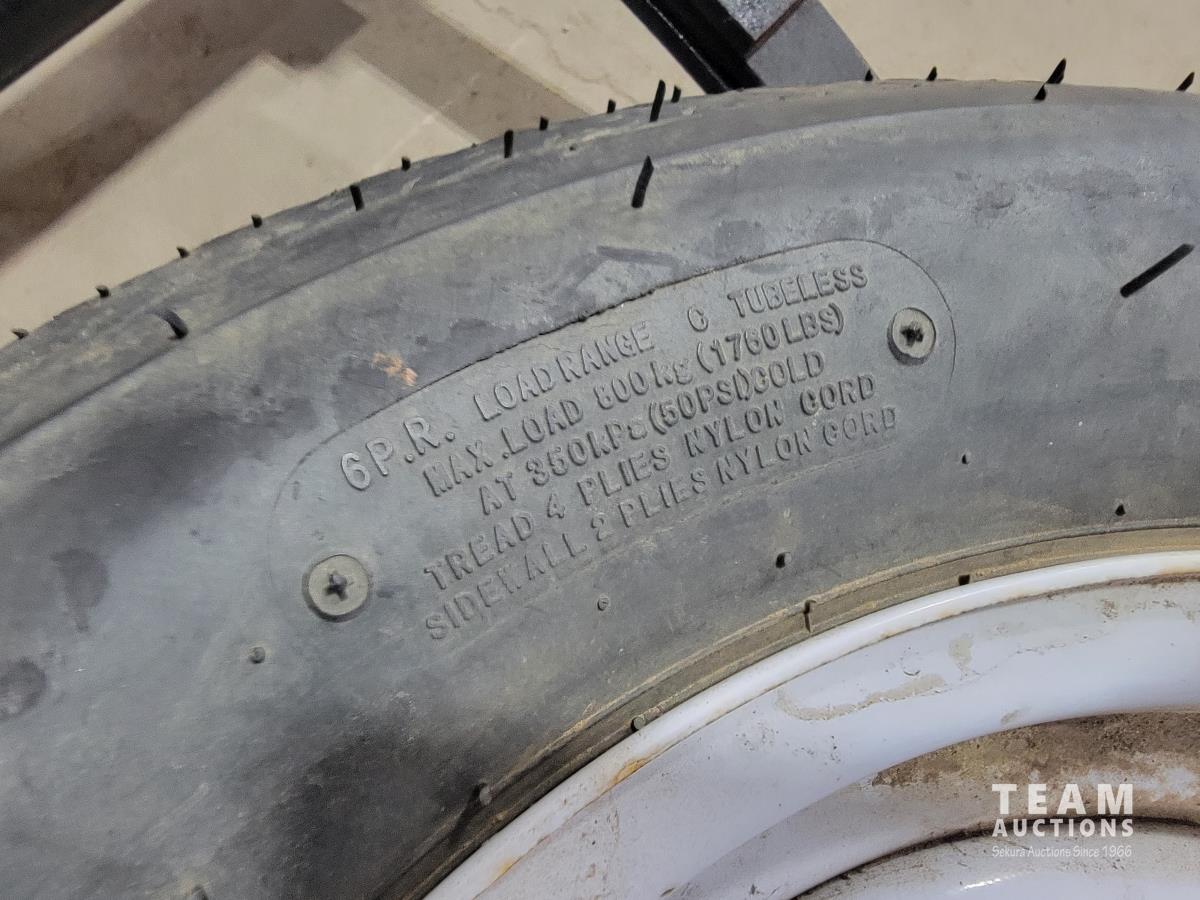 6P.R. LOAD RANGE C TUBELESS
MAX.LOAD 800kg (1760LBS)
AT 350KPa (50PSI)COLD
TREAD 4 PLIES NYLON CORD
SIDEWALL 2 PLIES NYLON CORD
TEAM
AUCTIONS
Sekura Auctions Since 1966